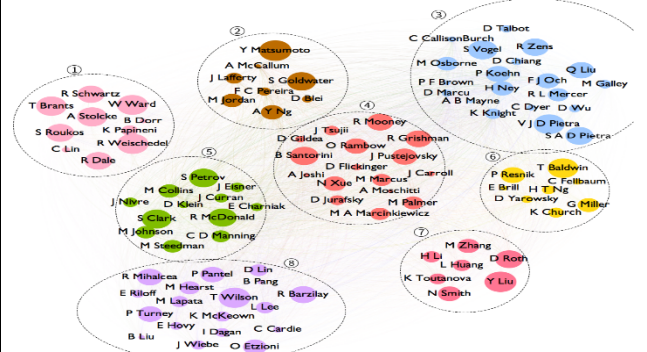 ①
R Schwartz
T Brants
W Ward
A Stolcke
B Dorr
S Roukos
K Papineni
R Weischedel
C Lin
R Dale
②
Y Matsumoto
A McCallum
J Lafferty
S Goldwater
F C Pereira
M Jordan
D Blei
A Y Ng
③
D Talbot
C CallisonBurch
S Vogel
R Zens
M Osborne
D Chiang
Q Liu
P Koehn
F J Och
M Galley
P F Brown
H Ney
D Marcu
R L Mercer
A B Mayne
C Dyer
D Wu
K Knight
V J D Pietra
S A D Pietra
④
R Mooney
J Tsujii
D Gildea
R Grishman
O Rambow
B Santorini
J Pustejovsky
D Flickinger
A Joshi
J Carroll
N Xue
M Marcus
A Moschitti
D Jurafsky
M Palmer
M A Marcinkiewicz
⑤
S Petrov
M Collins
J Eisner
J Nivre
J Curran
D Klein
E Charniak
S Clark
R McDonald
M Johnson
C D Manning
M Steedman
⑥
T Baldwin
P Resnik
C Fellbaum
E Brill
H T Ng
D Yarowsky
G Miller
K Church
⑦
M Zhang
H Li
D Roth
L Huang
K Toutanova
Y Liu
N Smith
⑧
D Lin
P Pantel
R Mihalcea
B Pang
M Hearst
E Riloff
T Wilson
R Barzilay
M Lapata
L Lee
P Turney
K McKeown
E Hovy
I Dagan
C Cardie
B Liu
J Wiebe
O Etzioni